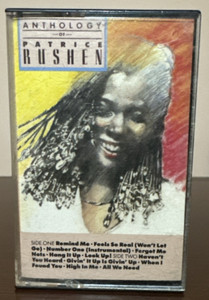 ANTHOLOGY
OF
PATRICE
RUSHEN
SIDE ONE Remind Me · Feels So Real (Won't Let
Go) · Number One (Instrumental) · Forget Me
Nots · Hang It Up · Look Up! SIDE TWO Haven't
You Heard · Givin' It Up Is Givin' Up · When I
Found You · High In Me · All We Need